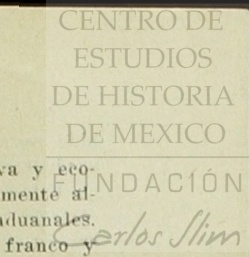 CENTRO DE
ESTUDIOS
DE HISTORIA
DE MEXICO
va y eco-
mente al-
FUNDACIÓN
aduanales.
Carlos Slim
franco y